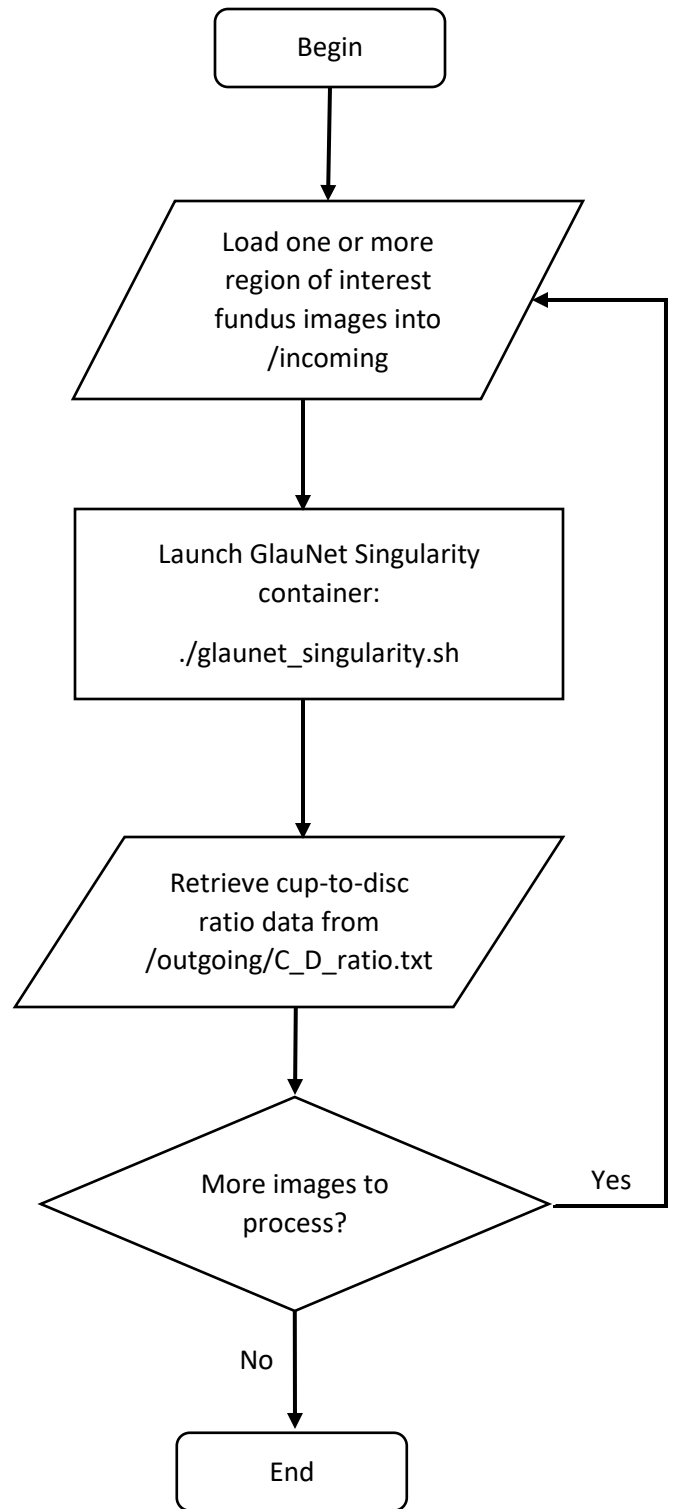 Begin
Load one or more
region of interest
fundus images into
/incoming
Launch GlauNet Singularity
container:
./glaunet_singularity.sh
Retrieve cup-to-disc
ratio data from
/outgoing/C_D_ratio.txt
More images to
process?
Yes
No
End